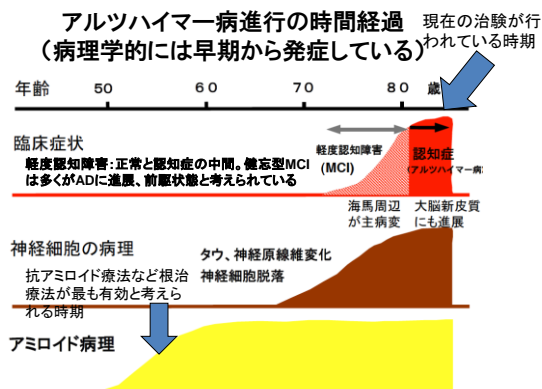 アルツハイマー病進行の時間経過
(病理学的には早期から発症している)
現在の治験が行
われている時期
年齢 50 60 70 80 歳
臨床症状
軽度認知障害:正常と認知症の中間。健忘型MCI
は多くがADに進展、前駆状態と考えられている
軽度認知障害
(MCI)
認知症
(アルツハイマー病
海馬周辺
が主病変
大脳新皮質
にも進展
神経細胞の病理
タウ、神経原線維変化
神経細胞脱落
抗アミロイド療法など根治
療法が最も有効と考えら
れる時期
アミロイド病理